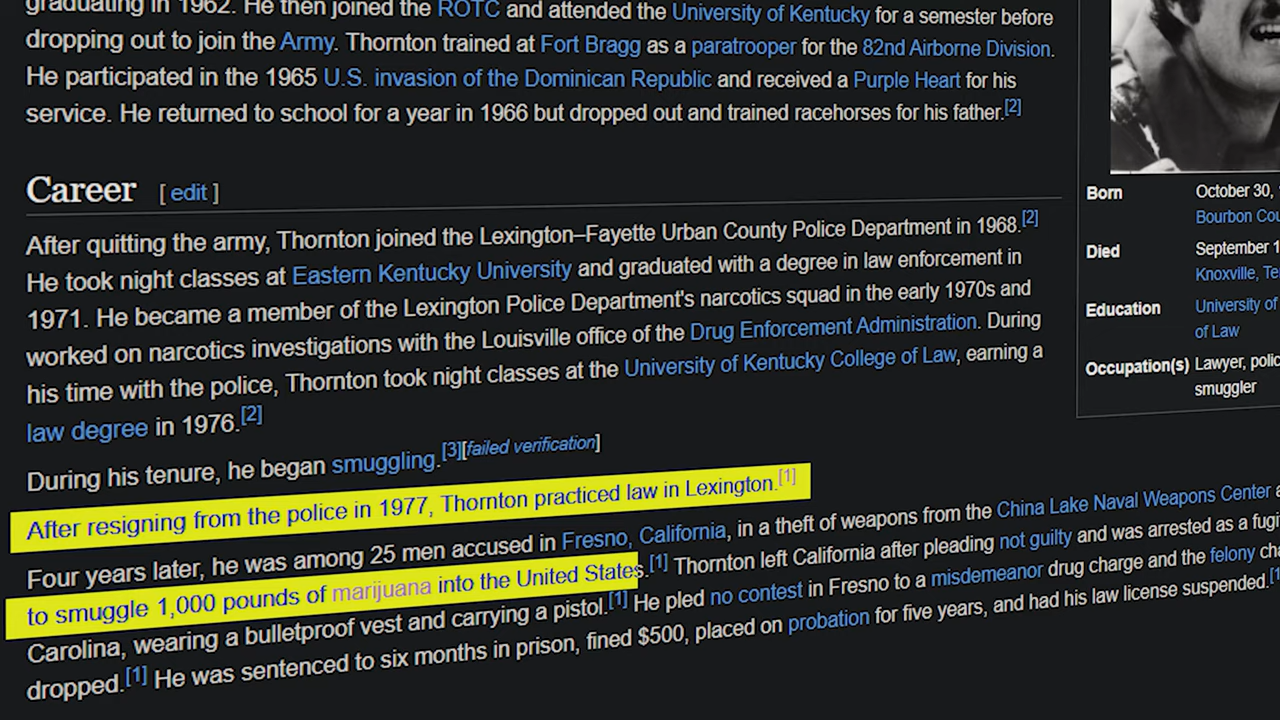 graduating in 1962. He then joined the ROTC and attended the University of Kentucky for a semester before
dropping out to join the Army. Thornton trained at Fort Bragg as a paratrooper for the 82nd Airborne Division.
He participated in the 1965 U.S. invasion of the Dominican Republic and received a Purple Heart for his
service. He returned to school for a year in 1966 but dropped out and trained racehorses for his father.[2]
Career [ edit ]
After quitting the army, Thornton joined the Lexington–Fayette Urban County Police Department in 1968.[2]
He took night classes at Eastern Kentucky University and graduated with a degree in law enforcement in
1971. He became a member of the Lexington Police Department's narcotics squad in the early 1970s and
worked on narcotics investigations with the Louisville office of the Drug Enforcement Administration. During
his time with the police, Thornton took night classes at the University of Kentucky College of Law, earning a
law degree in 1976.[2]
During his tenure, he began smuggling.[3][failed verification]
After resigning from the police in 1977, Thornton practiced law in Lexington.[1]
Four years later, he was among 25 men accused in Fresno, California, in a theft of weapons from the China Lake Naval Weapons Center
to smuggle 1,000 pounds of marijuana into the United States.[1] Thornton left California after pleading not guilty and was arrested as a
Carolina, wearing a bulletproof vest and carrying a pistol.[1] He pled no contest in Fresno to a misdemeanor drug charge and the felony
dropped.[1] He was sentenced to six months in prison, fined $500, placed on probation for five years, and had his law license suspended.
Born October 30,
Bourbon
Died September
Knoxville,
Education University of
of Law
Occupation(s) Lawyer,
smuggler